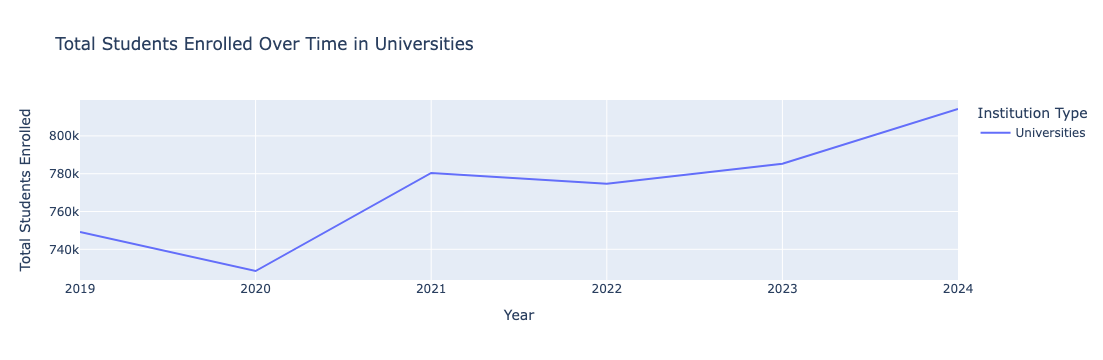 Total Students Enrolled Over Time in Universities
Total Students Enrolled
800k
780k
760k
740k
2019 2020 2021 2022 2023 2024
Year
Institution Type
Universities